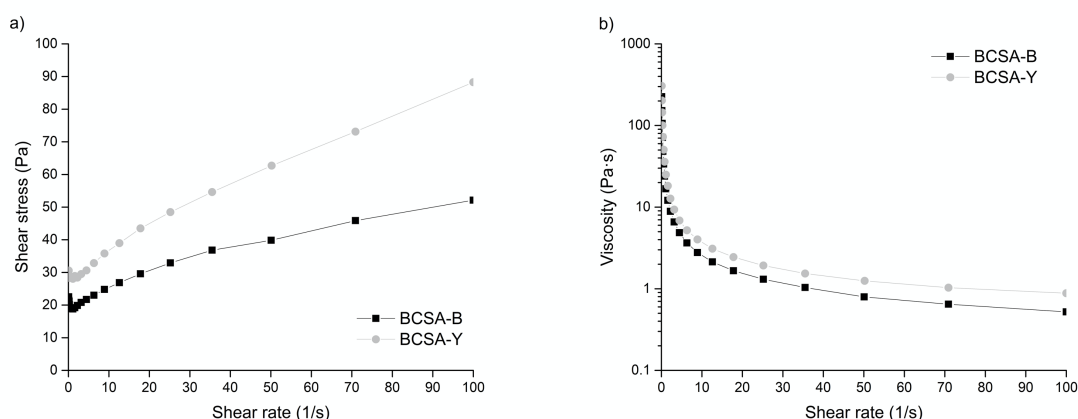 a)
100
90
80
70
60
50
40
30
20
10
0
Shear stress (Pa)
BCSA-B
BCSA-Y
0 10 20 30 40 50 60 70 80 90 100
Shear rate (1/s)
b)
1000
100
10
1
0.1
Viscosity (Pa·s)
BCSA-B
BCSA-Y
0 10 20 30 40 50 60 70 80 90 100
Shear rate (1/s)